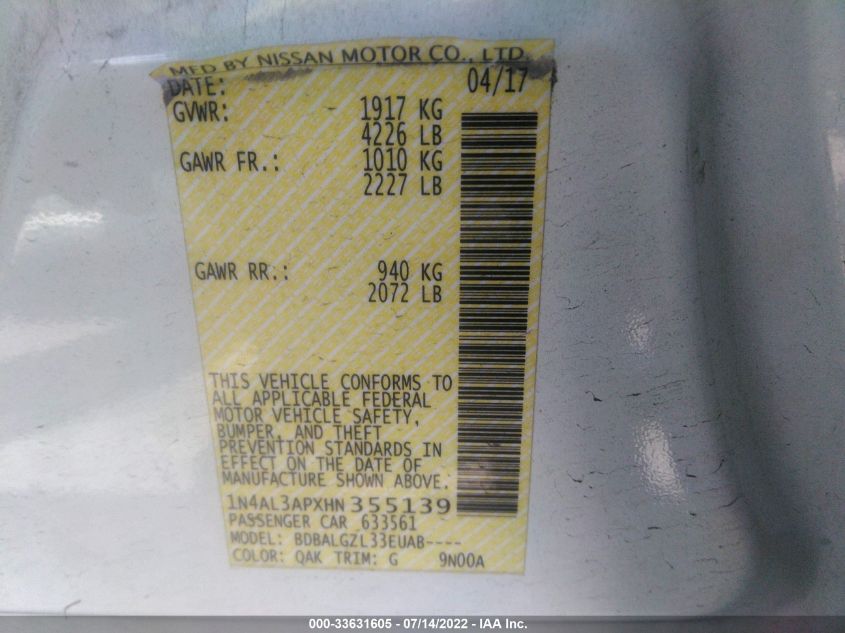 MFD BY NISSAN MOTOR CO., LTD
DATE: 04/17
GVWR: 1917 KG
4226 LB
GAWR FR.: 1010 KG
2227 LB
GAWR RR.: 940 KG
2072 LB
THIS VEHICLE CONFORMS TO
ALL APPLICABLE FEDERAL
MOTOR VEHICLE SAFETY,
BUMPER, AND THEFT
PREVENTION STANDARDS IN
EFFECT ON THE DATE OF
MANUFACTURE SHOWN ABOVE.
1N4AL3APXHN355139
PASSENGER CAR 633561
MODEL: BDBALGZL33EUAB----
COLOR: QAK TRIM: G 9N00A
000-33631605 - 07/14/2022 - IAA Inc.